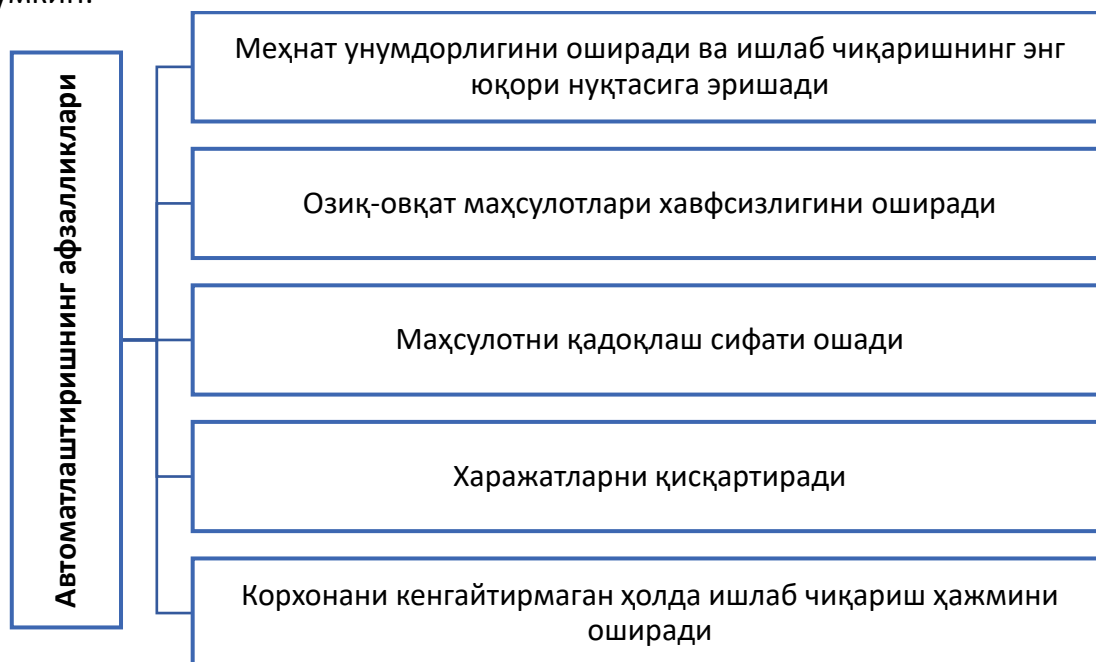 Автоматлаштиришнинг афзалликлари
Меҳнат унумдорлигини оширади ва ишлаб чиқаришнинг энг
юқори нуқтасига эришади
Озиқ-овқат маҳсулотлари хавфсизлигини оширади
Маҳсулотни қадоқлаш сифати ошади
Харажатларни қисқартиради
Корхонани кенгайтирмаган ҳолда ишлаб чиқариш ҳажмини
оширади